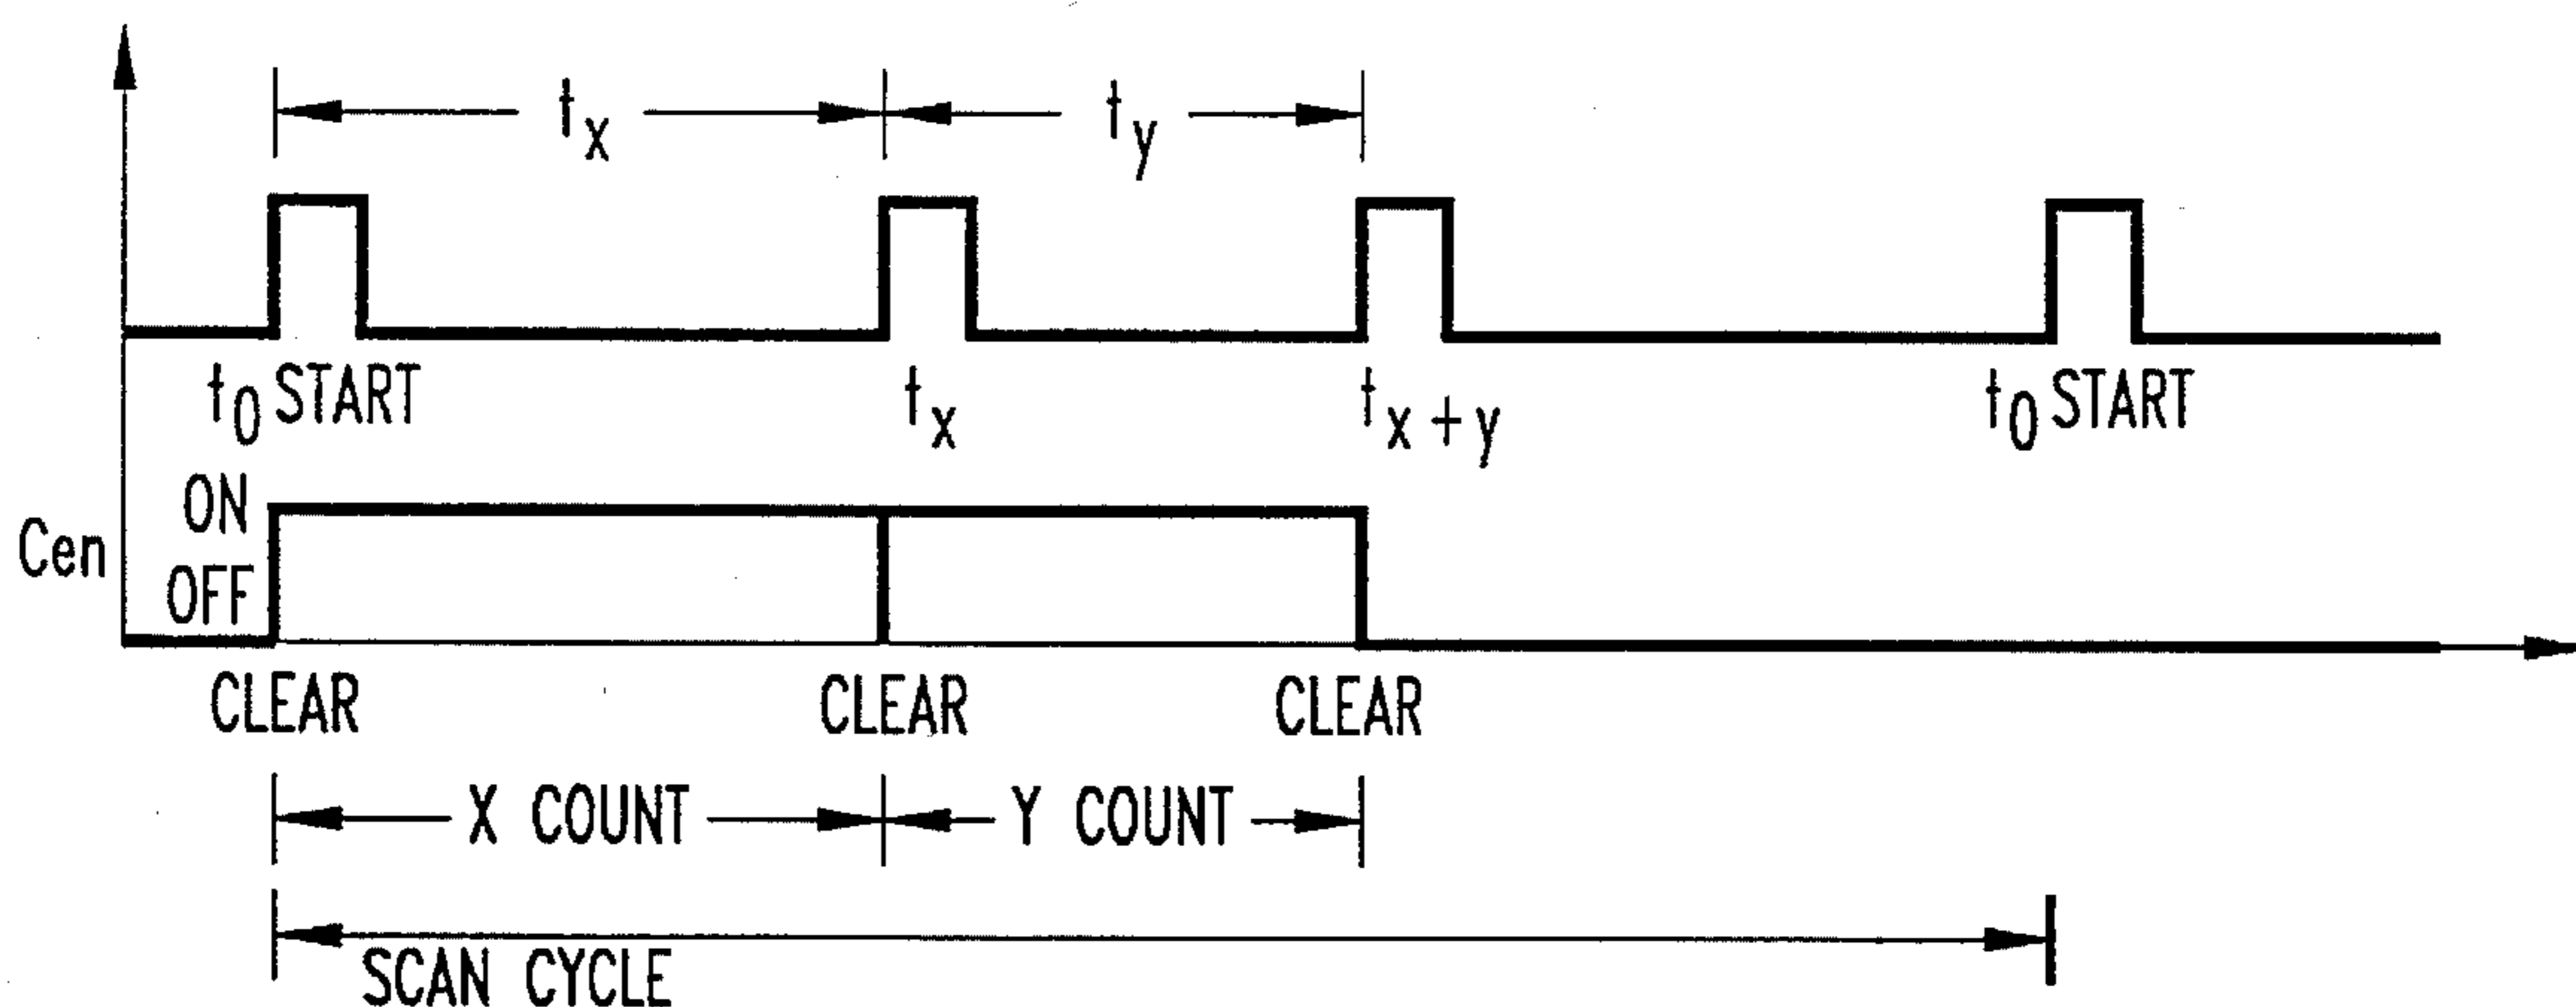 tx ty
t0 START tx tx+y t0 START
ON
Cen
OFF
CLEAR CLEAR CLEAR
X COUNT Y COUNT
SCAN CYCLE